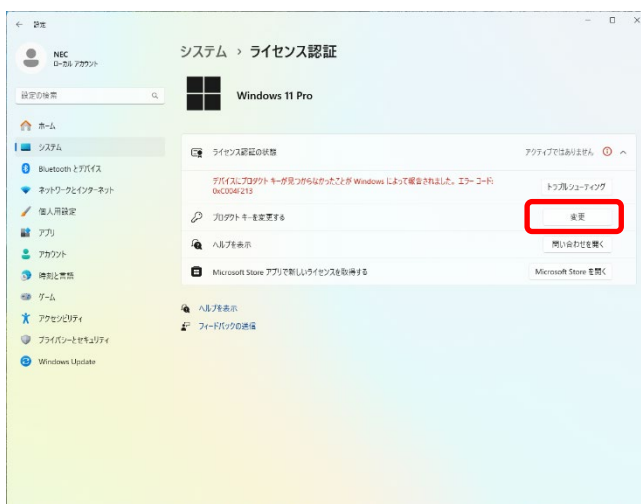 ← 設定
NEC
ローカル アカウント
設定の検索
ホーム
システム
Bluetooth とデバイス
ネットワークとインターネット
個人用設定
アプリ
アカウント
時刻と言語
ゲーム
アクセシビリティ
プライバシーとセキュリティ
Windows Update
システム › ライセンス認証
Windows 11 Pro
ライセンス認証の状態 アクティブではありません
デバイスにプロダクト キーが見つからなかったことが Windows によって報告されました。エラー コード:
0xC004F213
トラブルシューティング
プロダクト キーを変更する 変更
ヘルプを表示 問い合わせを開く
Microsoft Store アプリで新しいライセンスを取得する Microsoft Store を開く
ヘルプを表示
フィードバックの送信